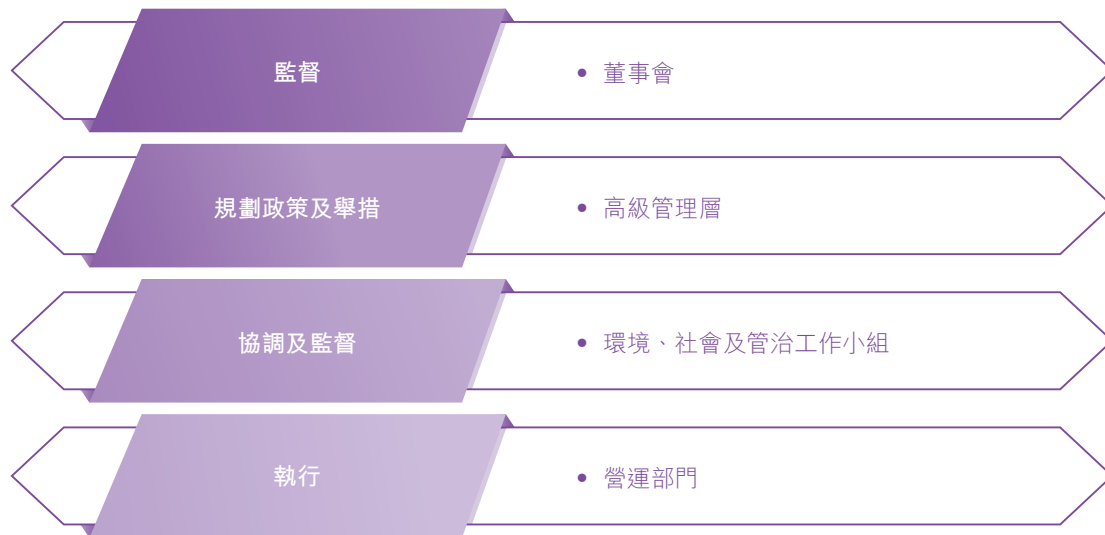 監督
• 董事會
規劃政策及舉措
• 高級管理層
協調及監督
• 環境、社會及管治工作小組
執行
• 營運部門